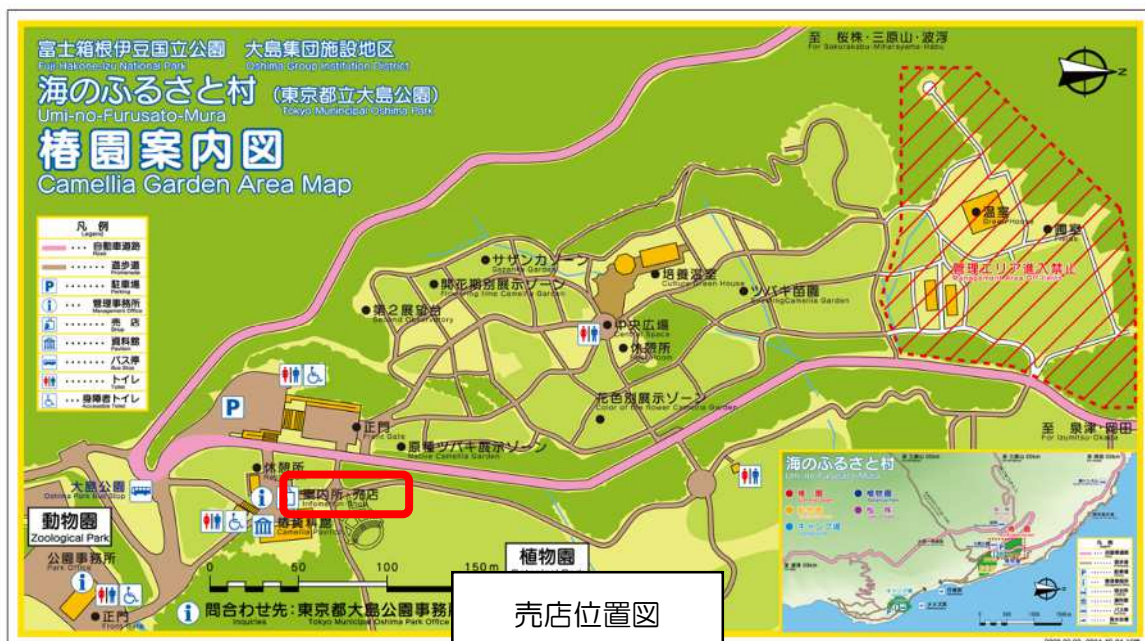 富士箱根伊豆国立公園 大島集団施設地区
Fuji-Hakone-Izu National Park Oshima Group Institution District
海のふるさと村 (東京都立大島公園)
Umi-no-Furusato-Mura Tokyo Municipal Oshima Park
椿園案内図
Camellia Garden Area Map
至 桜株・三原山・波浮
For Sakurakabu・Miharayama・Habu
N
凡例
Legend
自動車道路
Road
遊歩道
Promenade
P 駐車場
Parking
管理事務所
Management Office
売店
Shop
資料館
Pavilion
バス停
Bus Stop
トイレ
Toilet
身障者トイレ
Accessible Toilet
温室
Green House
圃室
管理エリア進入禁止
サザンカゾーン
Sazanka Garden
開花期別展示ゾーン
第2展望台
Second Observatory
培養温室
Culture Green House
ツバキ苗圃
中央広場
Central Space
休憩所
花色別展示ゾーン
Color of the flower Camellia Garden
P
正門
Front Gate
原種ツバキ展示ゾーン
Native Camellia Garden
至 泉津・岡田
For Izumitsu・Okada
大島公園
Oshima Park Bus Stop
休憩所
案内所・売店
椿資料館
Camellia Pavilion
動物園
Zoological Park
公園事務所
Park Office
正門
Front Gate
植物園
0 50 100 150 m
問合わせ先:東京都大島公園事務所
Inquiries Tokyo Municipal Oshima Park Office
売店位置図
海のふるさと村
Umi-no-Furusato-Mura
椿園
植物園
キャンプ場
凡例